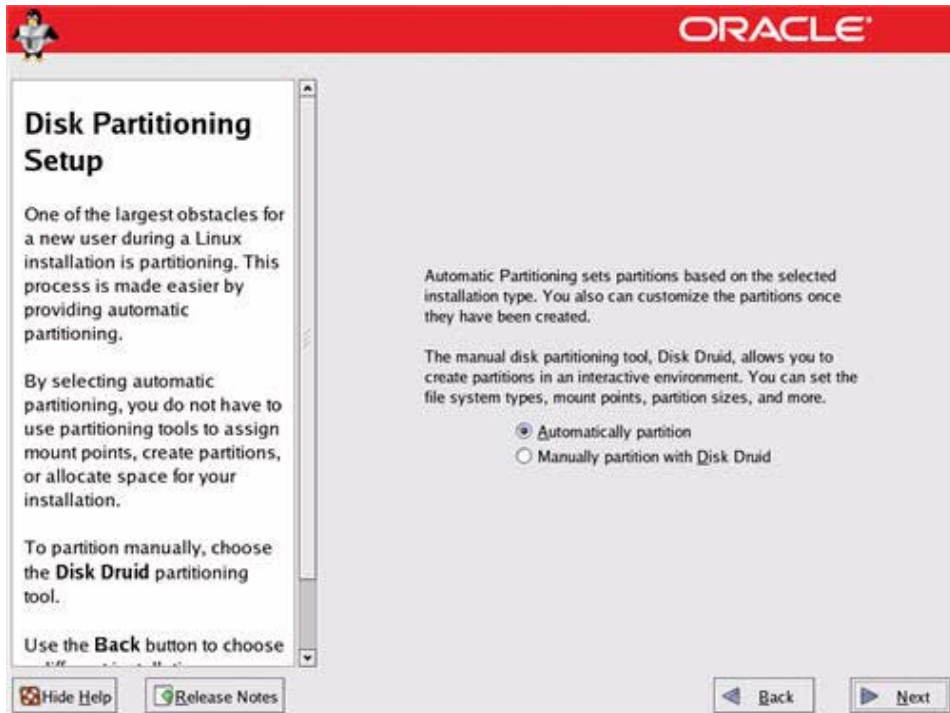 ORACLE
Disk Partitioning
Setup
One of the largest obstacles for
a new user during a Linux
installation is partitioning. This
process is made easier by
providing automatic
partitioning.
By selecting automatic
partitioning, you do not have to
use partitioning tools to assign
mount points, create partitions,
or allocate space for your
installation.
To partition manually, choose
the Disk Druid partitioning
tool.
Use the Back button to choose
Automatic Partitioning sets partitions based on the selected
installation type. You also can customize the partitions once
they have been created.
The manual disk partitioning tool, Disk Druid, allows you to
create partitions in an interactive environment. You can set the
file system types, mount points, partition sizes, and more.
Automatically partition
Manually partition with Disk Druid
Hide Help
Release Notes
Back
Next